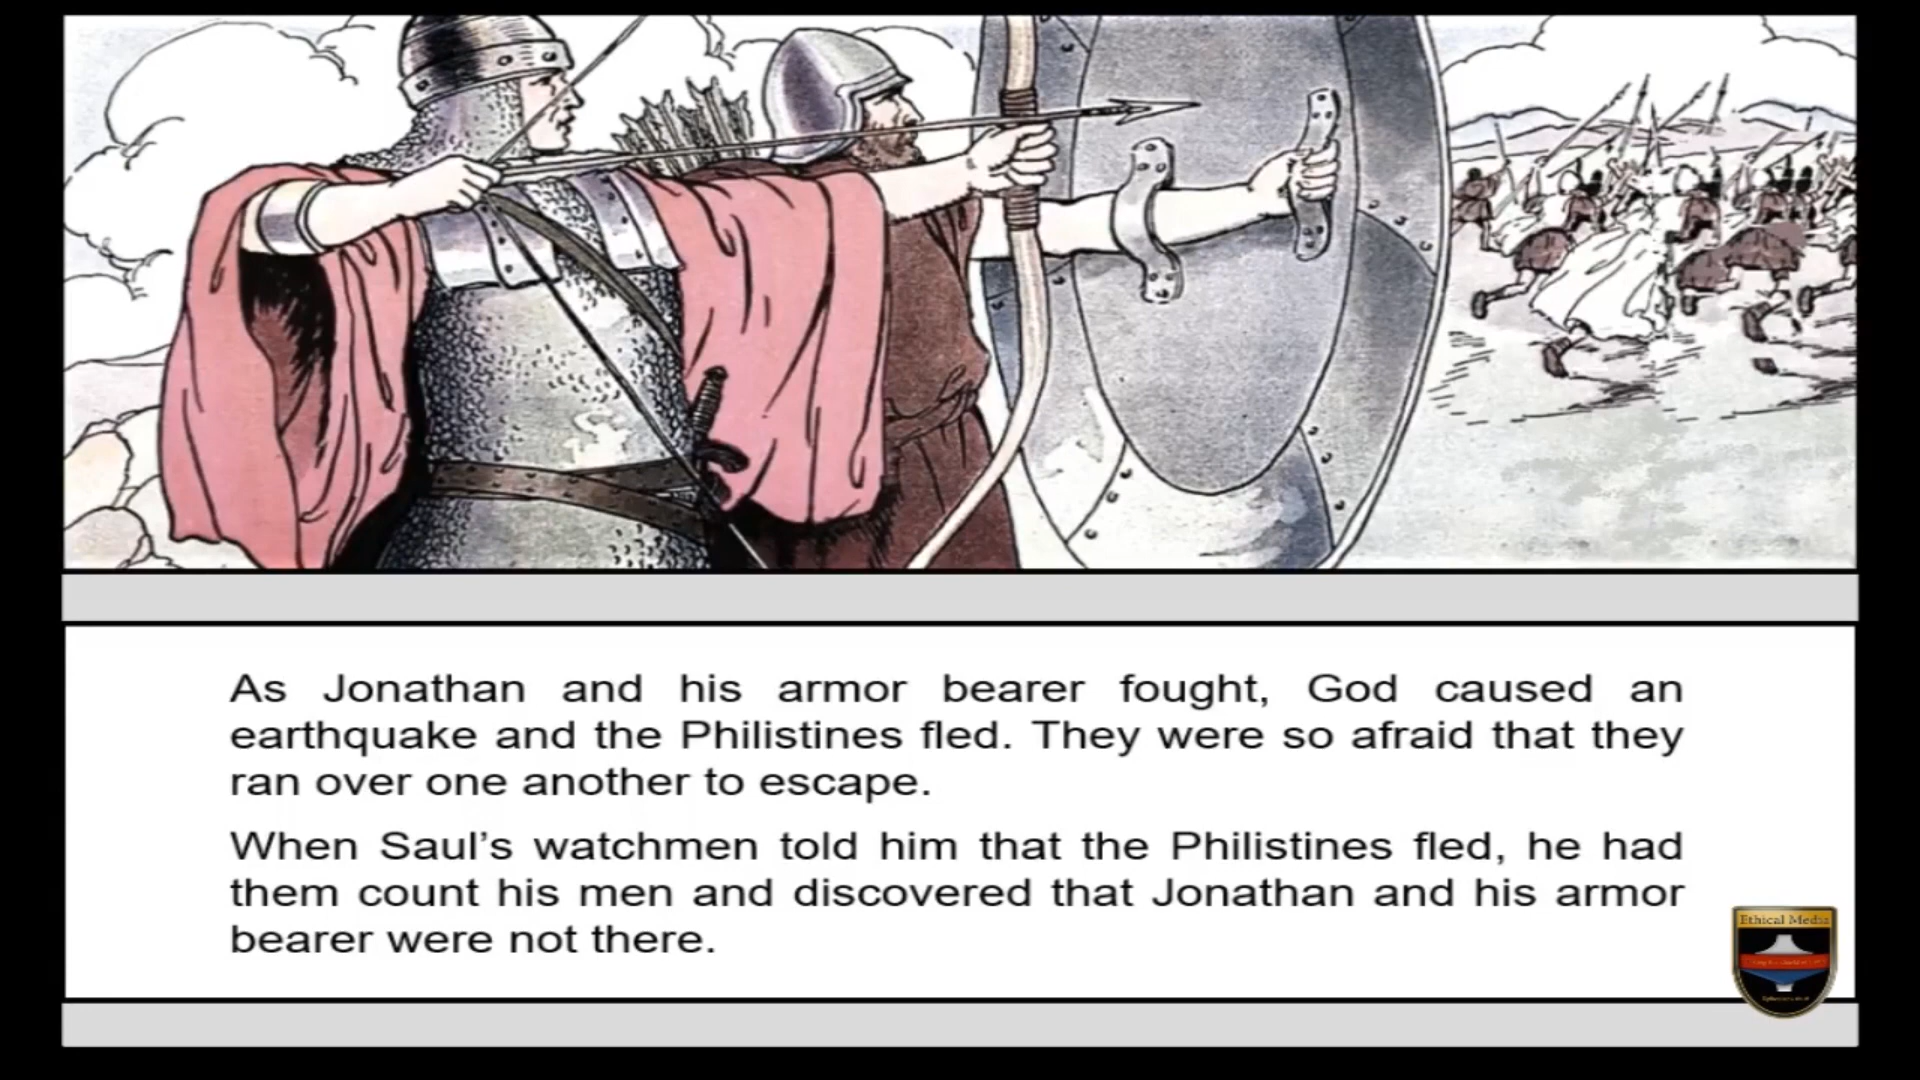 As Jonathan and his armor bearer fought, God caused an
earthquake and the Philistines fled. They were so afraid that they
ran over one another to escape.
When Saul’s watchmen told him that the Philistines fled, he had
them count his men and discovered that Jonathan and his armor
bearer were not there.
Ethical Media